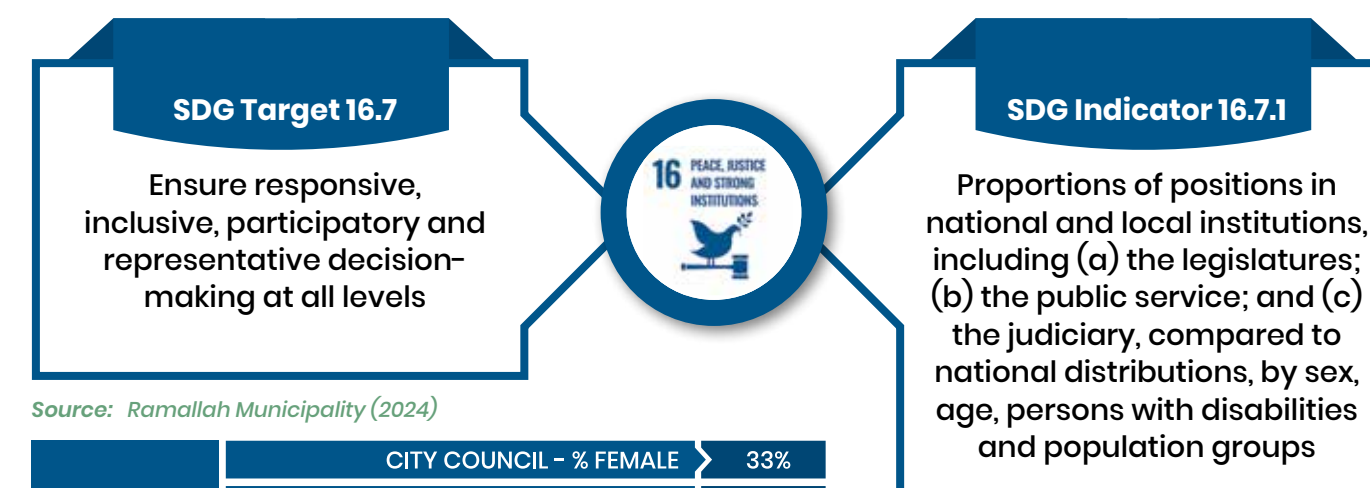 SDG Target 16.7
Ensure responsive,
inclusive, participatory and
representative decision-
making at all levels
16 PEACE, JUSTICE
AND STRONG
INSTITUTIONS
SDG Indicator 16.7.1
Proportions of positions in
national and local institutions,
including (a) the legislatures;
(b) the public service; and (c)
the judiciary, compared to
national distributions, by sex,
age, persons with disabilities
and population groups
Source: Ramallah Municipality (2024)
CITY COUNCIL - % FEMALE 33%